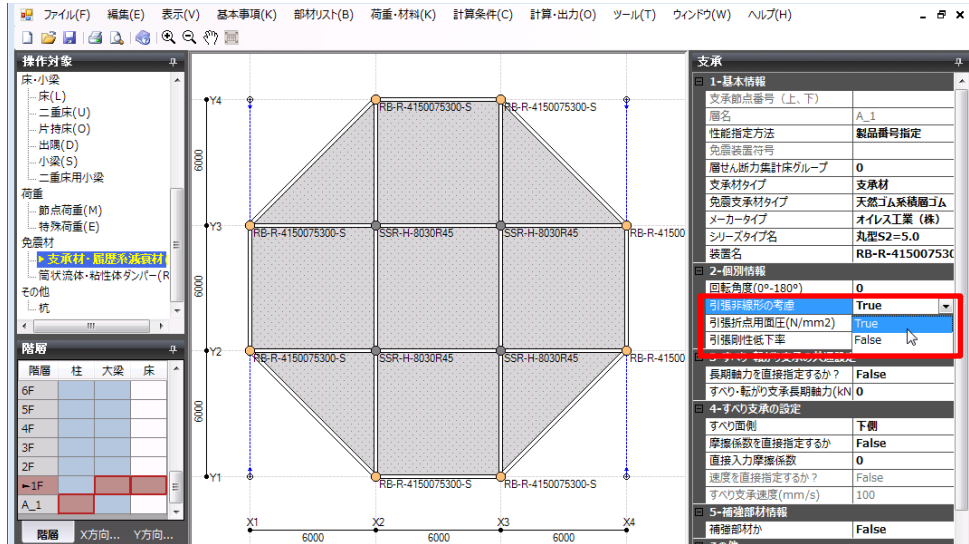 ファイル(F) 編集(E) 表示(V) 基本事項(K) 部材リスト(B) 荷重・材料(K) 計算条件(C) 計算・出力(O) ツール(T) ウィンドウ(W) ヘルプ(H)
操作対象
床・小梁
床(L)
二重床(U)
片持床(O)
出隅(D)
小梁(S)
二重床用小梁
荷重
節点荷重(M)
特殊荷重(E)
免震材
支承材・履歴系減衰材(
筒状流体・粘性体ダンパー(R
その他
杭
階層
階層 柱 大梁 床
6F
5F
4F
3F
2F
1F
A_1
階層 X方向... Y方向...
Y4
RB-R-4150075300-S RB-R-4150075300-S
6000
Y3
RB-R-4150075300-S SSR-H-8030R45 SSR-H-8030R45 RB-R-41500
6000
Y2
RB-R-4150075300-S SSR-H-8030R45 SSR-H-8030R45 RB-R-41500
6000
Y1
RB-R-4150075300-S RB-R-4150075300-S
X1 X2 X3 X4
6000 6000 6000
支承
1-基本情報
支承節点番号（上、下）
層名 A_1
性能指定方法 製品番号指定
免震装置符号
層せん断力集計床グループ 0
支承材タイプ 支承材
免震支承材タイプ 天然ゴム系積層ゴム
メーカータイプ オイレス工業（株）
シリーズタイプ名 丸型S2=5.0
装置名 RB-R-41500753(
2-個別情報
回転角度(0°-180°) 0
引張非線形の考慮 True
引張折点用面圧(N/mm2) True
引張剛性低下率 False
長期軸力を直接指定するか？ False
すべり・転がり支承長期軸力(kN 0
4-すべり支承の設定
すべり面側 下側
摩擦係数を直接指定するか False
直接入力摩擦係数 0
速度を直接指定するか？ False
すべり支承速度(mm/s) 100
5-補強部材情報
補強部材か False